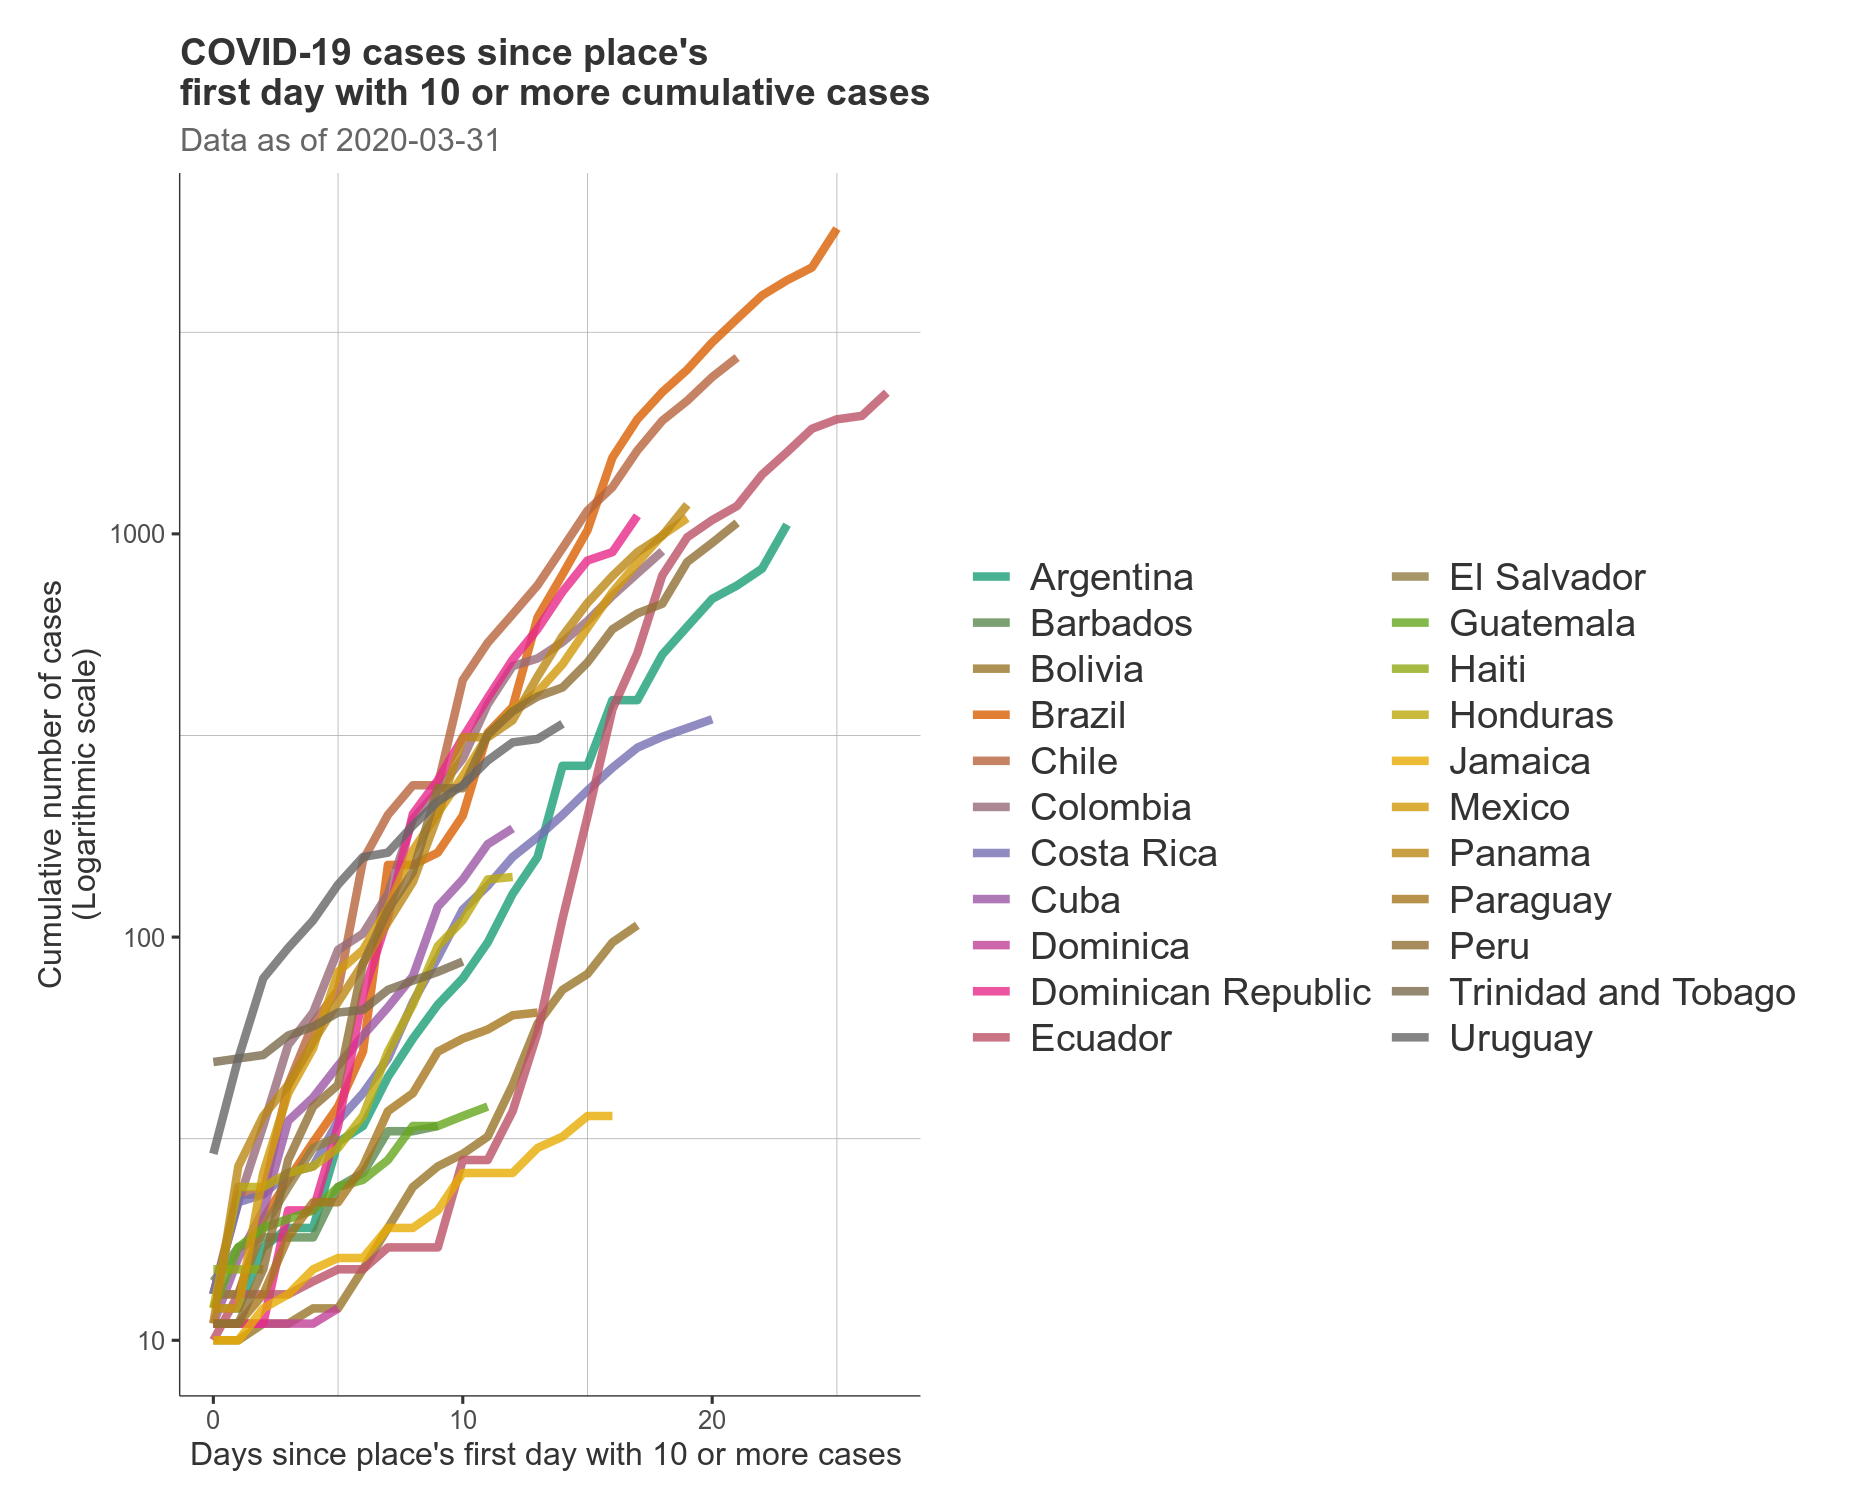 COVID-19 cases since place's
first day with 10 or more cumulative cases
Data as of 2020-03-31
Cumulative number of cases
(Logarithmic scale)
1000
100
10
0
10
20
Days since place's first day with 10 or more cases
Argentina
Barbados
Bolivia
Brazil
Chile
Colombia
Costa Rica
Cuba
Dominica
Dominican Republic
Ecuador
El Salvador
Guatemala
Haiti
Honduras
Jamaica
Mexico
Panama
Paraguay
Peru
Trinidad and Tobago
Uruguay